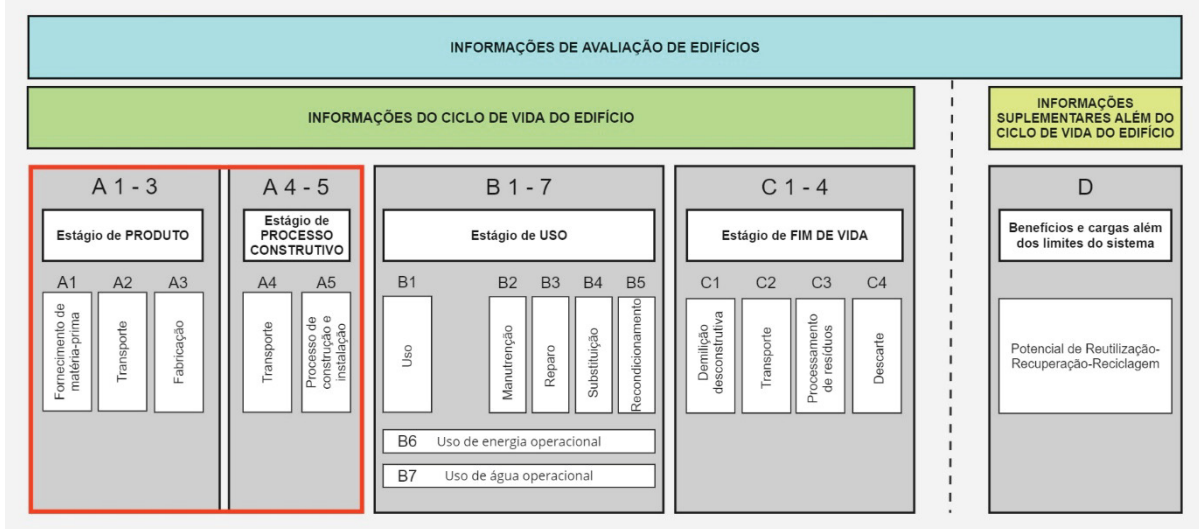 INFORMAÇÕES DE AVALIAÇÃO DE EDIFÍCIOS
INFORMAÇÕES DO CICLO DE VIDA DO EDIFÍCIO
INFORMAÇÕES
SUPLEMENTARES ALÉM DO
CICLO DE VIDA DO EDIFÍCIO
A 1 - 3
Estágio de PRODUTO
A1
Fornecimento de
matéria-prima
A2
Transporte
A3
Fabricação
A 4 - 5
Estágio de
PROCESSO
CONSTRUTIVO
A4
Transporte
A5
Processo de
construção e
instalação
B 1 - 7
Estágio de USO
B1
Uso
B2
Manutrenção
B3
Reparo
B4
Substituição
B5
Recondicionamento
B6 Uso de energia operacional
B7 Uso de água operacional
C 1 - 4
Estágio de FIM DE VIDA
C1
Demilição
desconstrutiva
C2
Transporte
C3
Processamento
de resíduos
C4
Descarte
D
Benefícios e cargas além
dos limites do sistema
Potencial de Reutilização-
Recuperação-Reciclagem